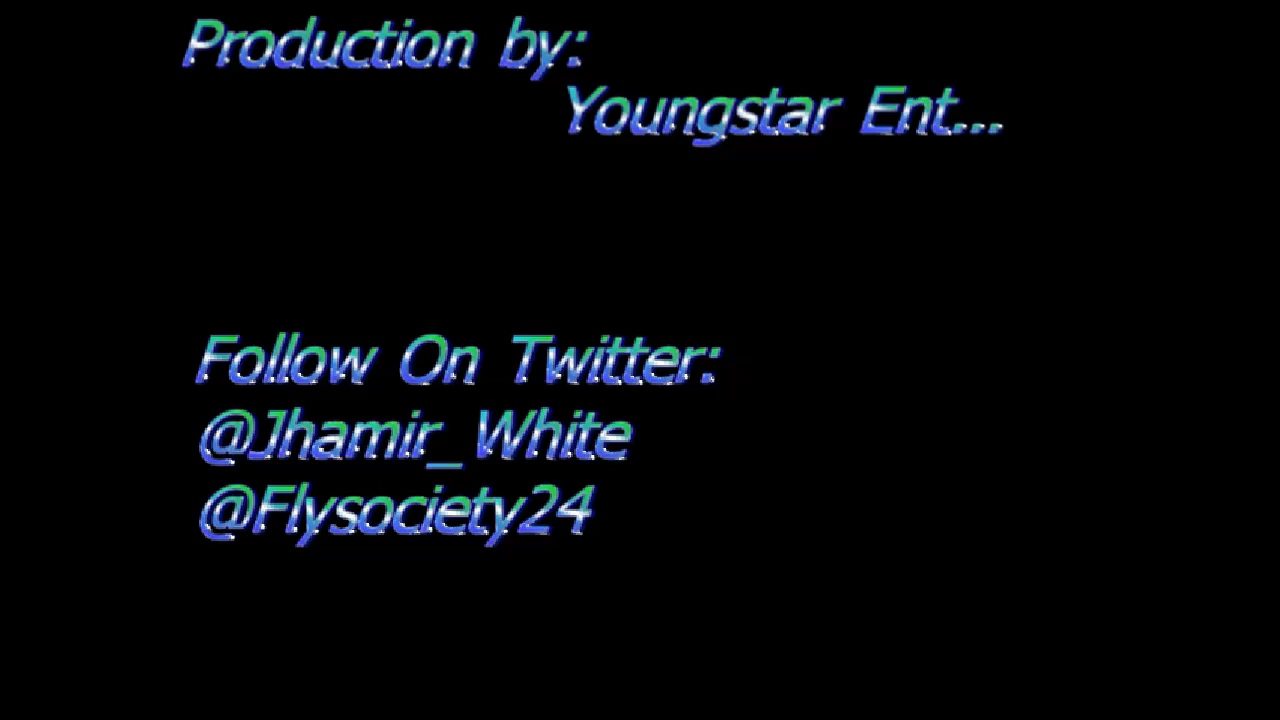 Production by:
Youngstar Ent...
Follow On Twitter:
@Jhamir_White
@Flysociety24